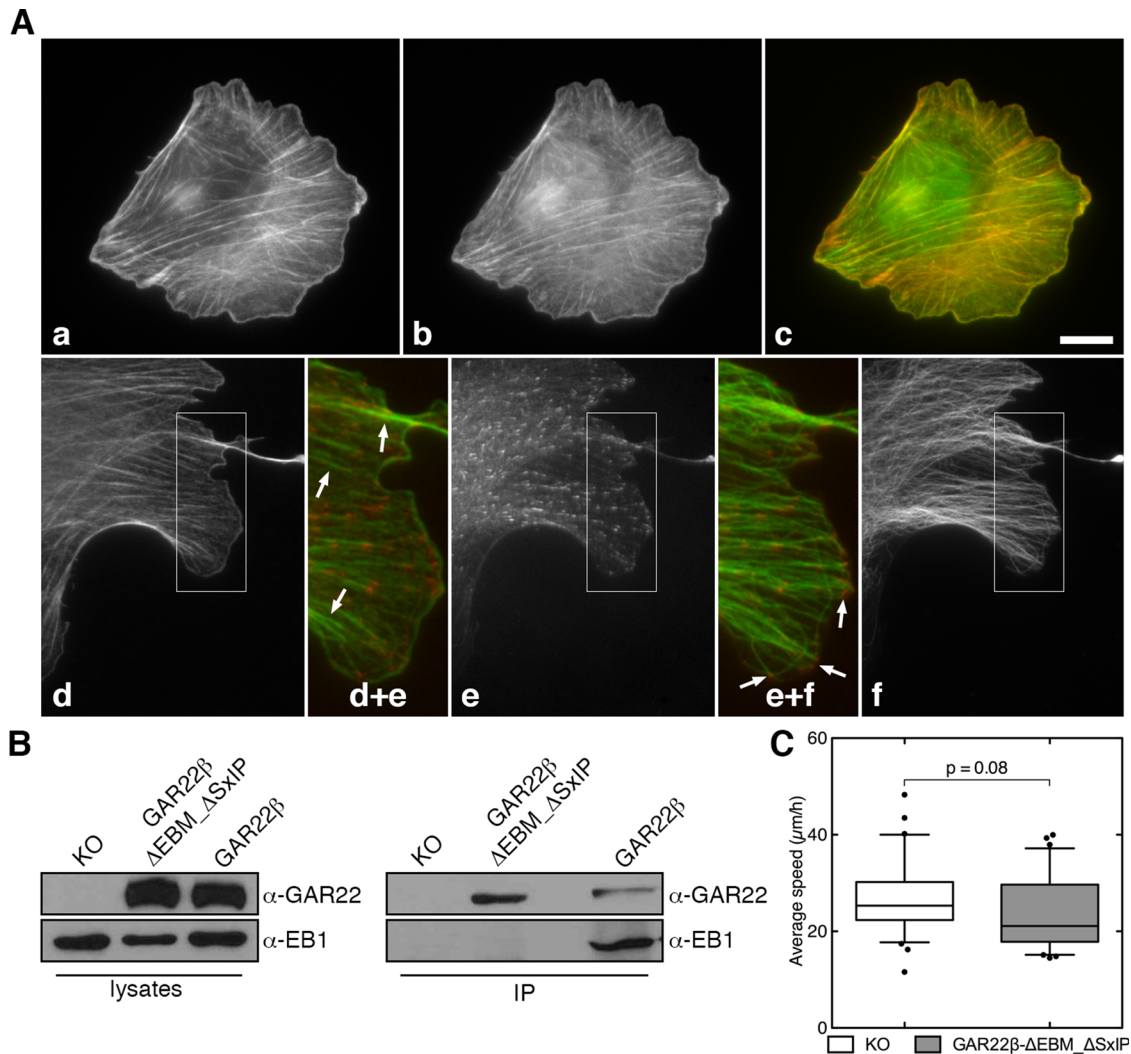 A
a
b
c
d
d+e
e
e+f
f
B
KO
GAR22β
ΔEBM_ΔSxIP
GAR22β
α-GAR22
α-EB1
lysates
KO
GAR22β
ΔEBM_ΔSxIP
GAR22β
α-GAR22
α-EB1
IP
C
60
40
20
0
Average speed (μm/h)
p = 0.08
KO
GAR22β-ΔEBM_ΔSxIP